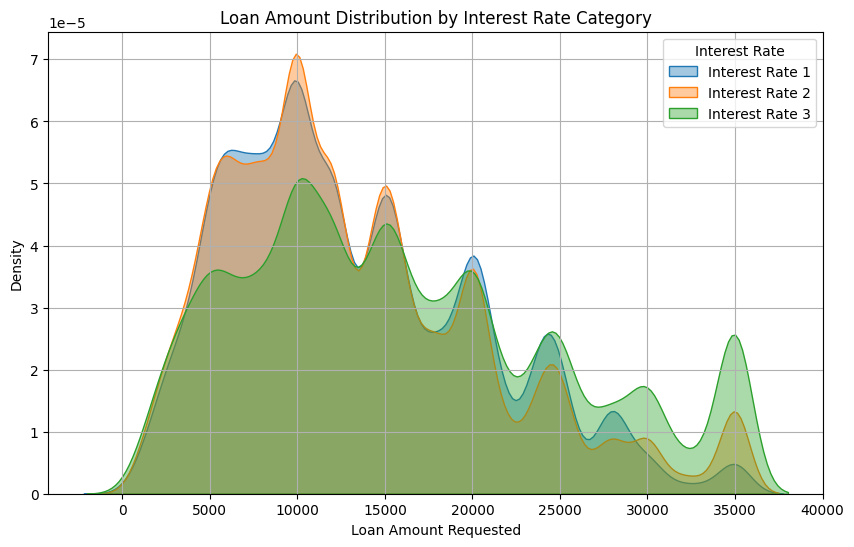 Loan Amount Distribution by Interest Rate Category
1e−5
Interest Rate
Interest Rate 1
Interest Rate 2
Interest Rate 3
7
6
5
4
3
2
1
0
Density
0 5000 10000 15000 20000 25000 30000 35000 40000
Loan Amount Requested